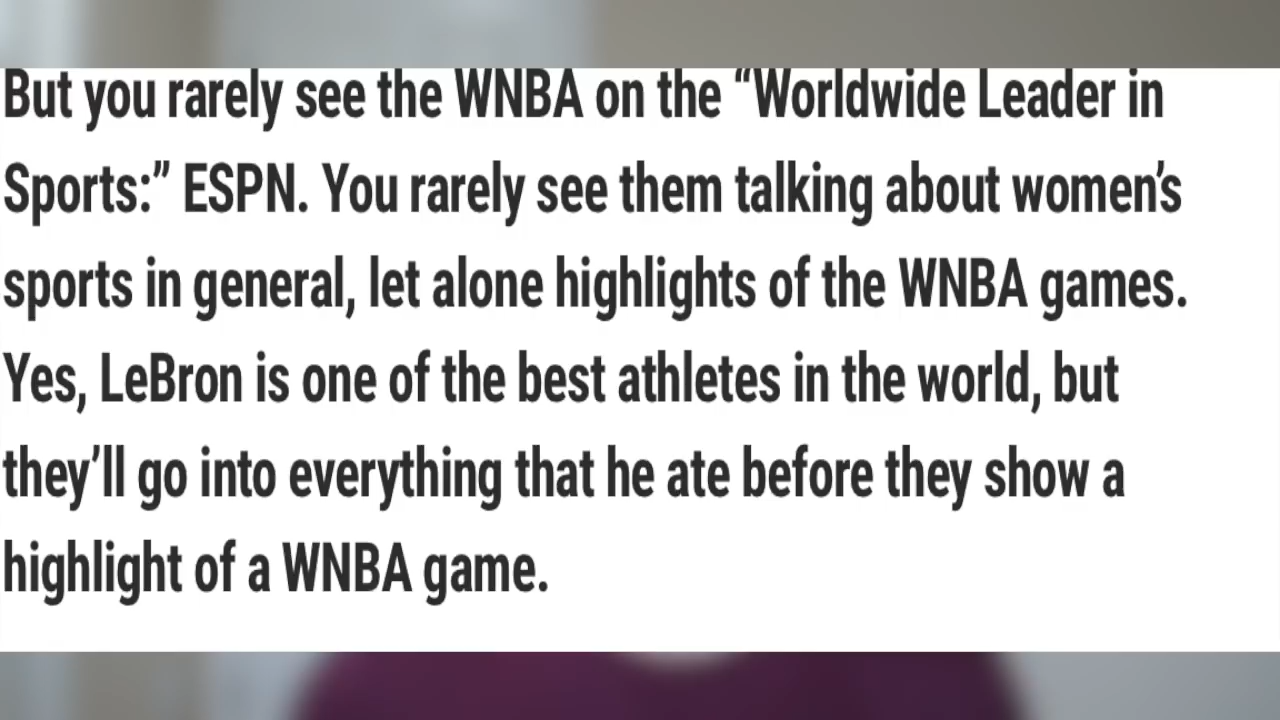 But you rarely see the WNBA on the “Worldwide Leader in
Sports:” ESPN. You rarely see them talking about women’s
sports in general, let alone highlights of the WNBA games.
Yes, LeBron is one of the best athletes in the world, but
they’ll go into everything that he ate before they show a
highlight of a WNBA game.